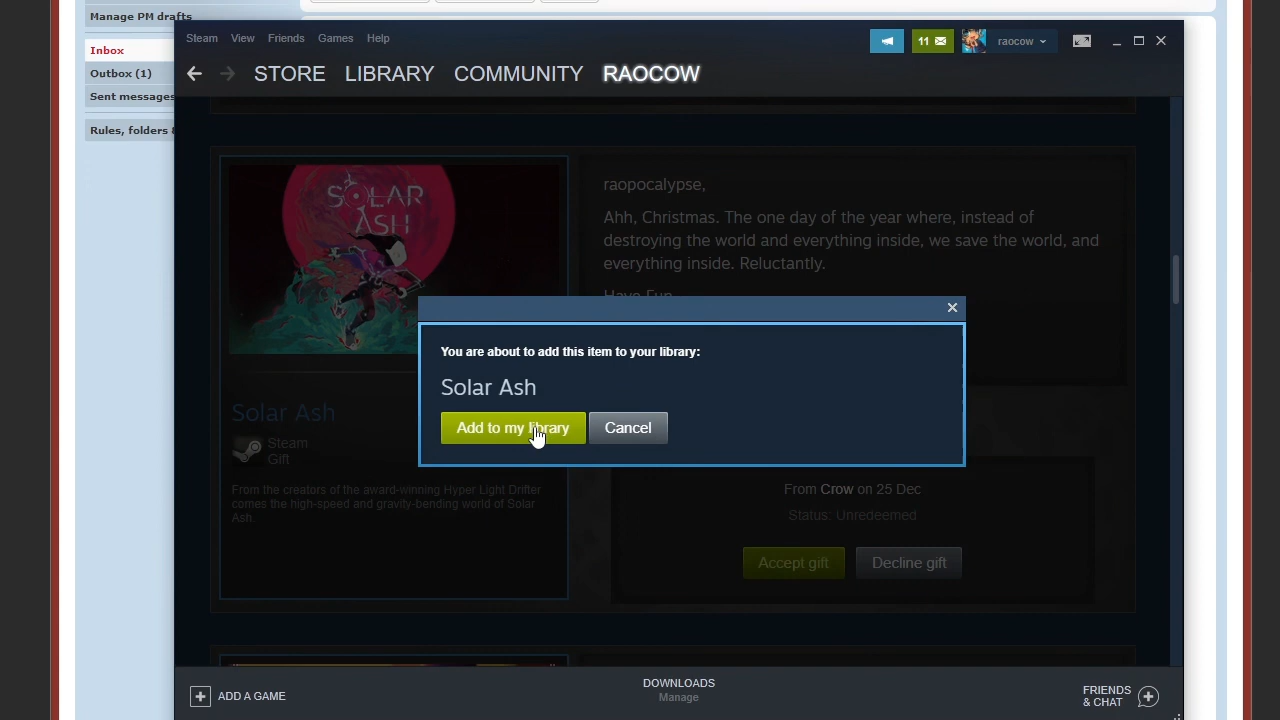 Manage PM drafts
Inbox
Outbox (1)
Sent messages
Rules, folders &
Steam View Friends Games Help
11
raocow
STORE LIBRARY COMMUNITY RAOCOW
SOLAR
ASH
raopocalypse,
Ahh, Christmas. The one day of the year where, instead of
destroying the world and everything inside, we save the world, and
everything inside. Reluctantly.
Have Fun
You are about to add this item to your library:
Solar Ash
Add to my library
Cancel
Solar Ash
Steam
Gift
From the creators of the award-winning Hyper Light Drifter
comes the high-speed and gravity-bending world of Solar
Ash.
From Crow on 25 Dec
Status: Unredeemed
Accept gift
Decline gift
ADD A GAME
DOWNLOADS
Manage
FRIENDS
& CHAT